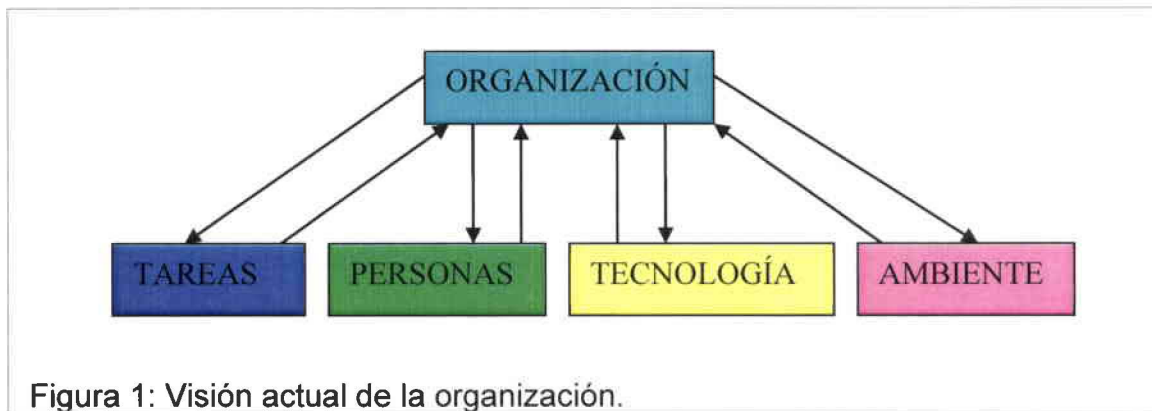 ORGANIZACIÓN
TAREAS PERSONAS TECNOLOGÍA AMBIENTE
Figura 1: Visión actual de la organización.